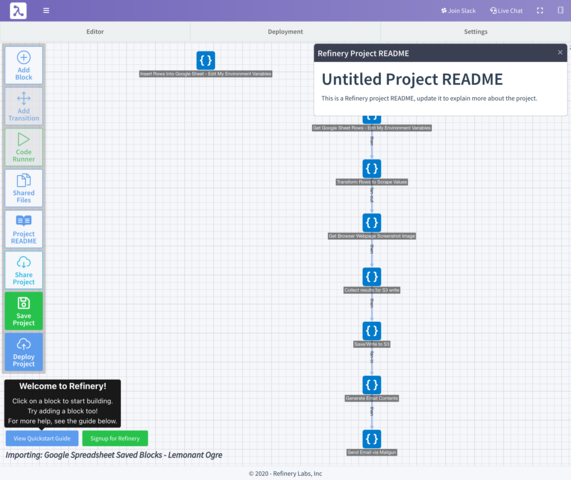 Join Slack
Live Chat
Editor
Deployment
Settings
Add
Block
Add
Transition
Code
Runner
Shared
Files
Project
README
Share
Project
Save
Project
Deploy
Project
Insert Rows Into Google Sheet - Edit My Environment Variables
Refinery Project README
Untitled Project README
This is a Refinery project README, update it to explain more about the project.
Get Google Sheet Rows - Edit My Environment Variables
Transform Rows to Scrape Values
Get Browser Webpage Screenshot Image
Collect results for S3 write
Save/Write to S3
Generate Email Contents
Send Email via Mailgun
Welcome to Refinery!
Click on a block to start building.
Try adding a block too!
For more help, see the guide below.
View Quickstart Guide
Signup for Refinery
Importing: Google Spreadsheet Saved Blocks - Lemonant Ogre
© 2020 - Refinery Labs, Inc